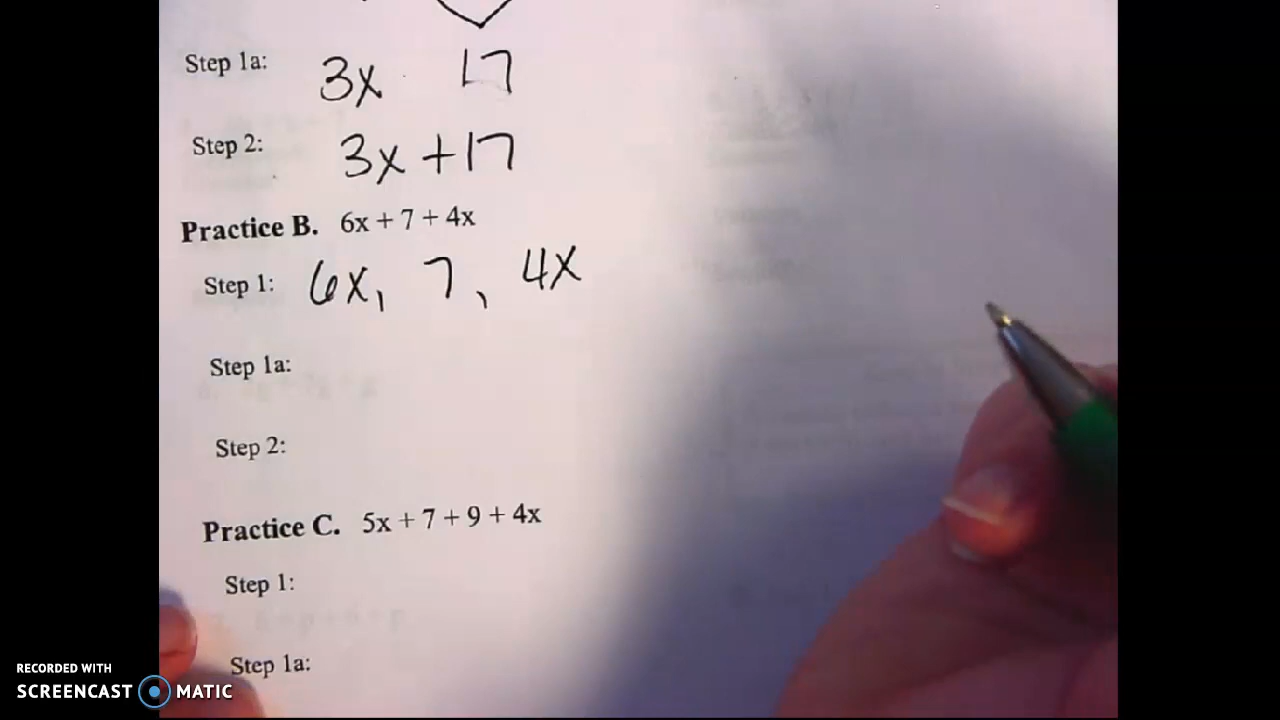 Step 1a: 3x 17
Step 2: 3x + 17
Practice B. 6x + 7 + 4x
Step 1: 6x, 7, 4x
Step 1a:
Step 2:
Practice C. 5x + 7 + 9 + 4x
Step 1:
Step 1a:
RECORDED WITH
SCREENCAST MATIC